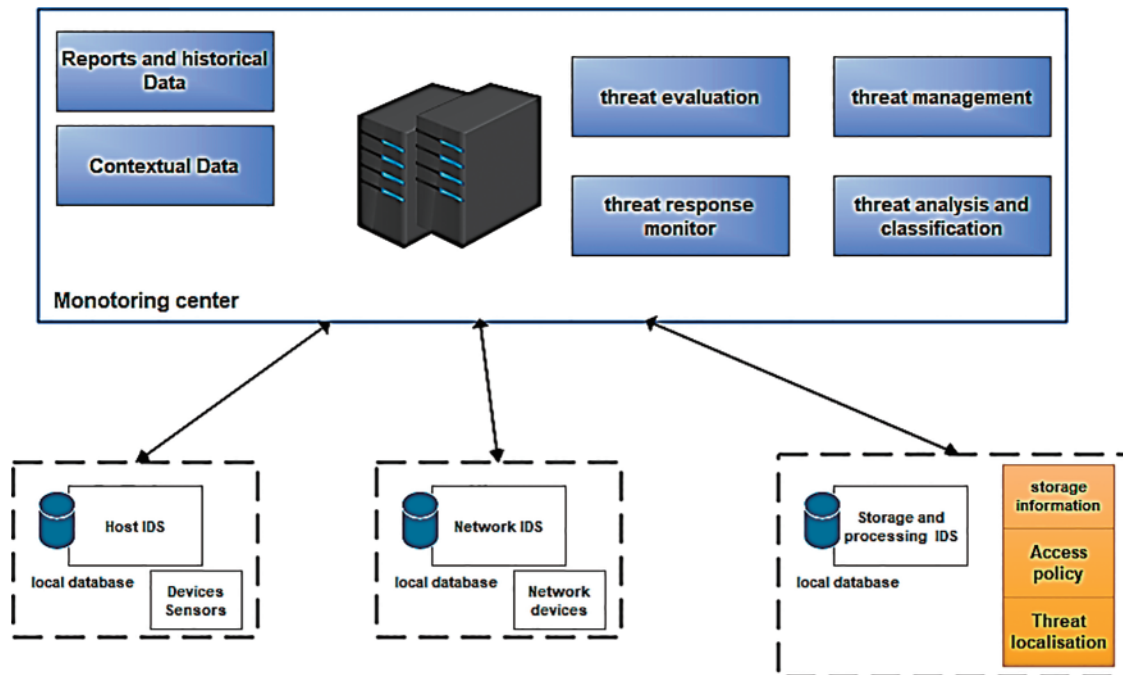 Reports and historical
Data
Contextual Data
threat evaluation
threat management
threat response
monitor
threat analysis and
classification
Monotoring center
Host IDS
local database
Devices
Sensors
Network IDS
local database
Network
devices
Storage and
processing IDS
local database
storage
information
Access
policy
Threat
localisation